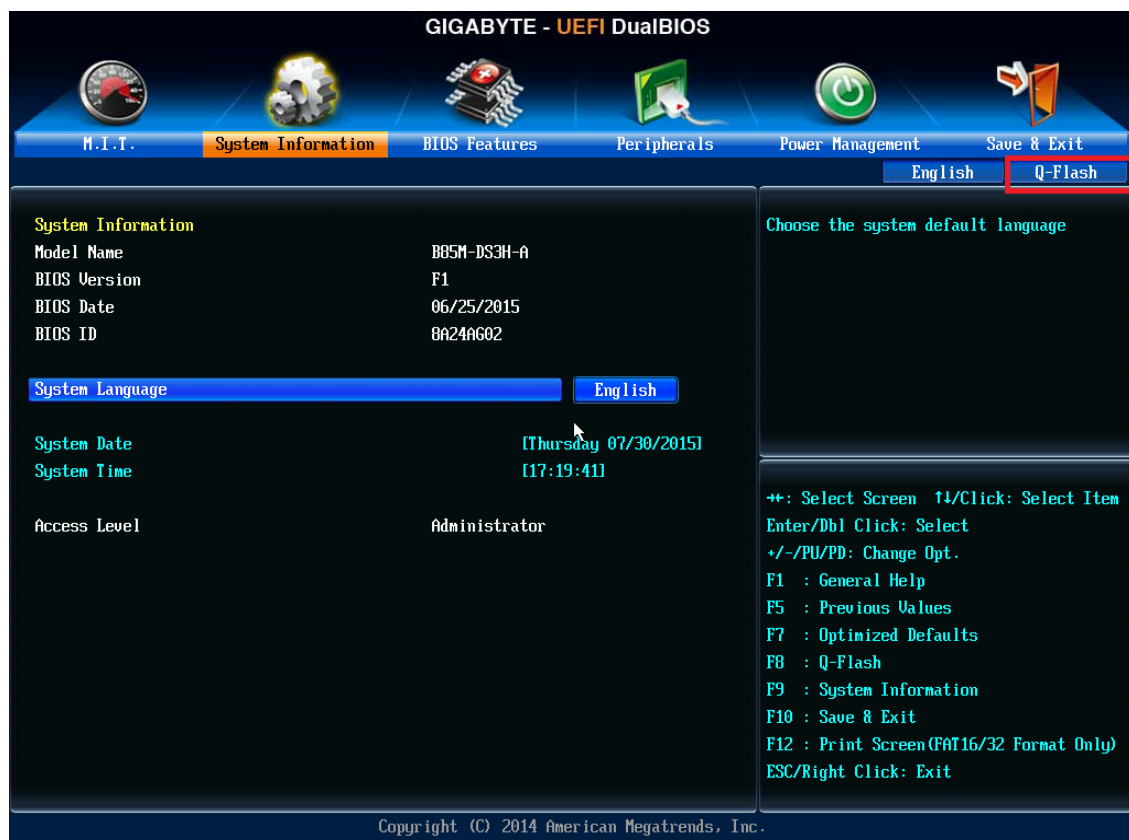 GIGABYTE - UEFI DualBIOS
M.I.T. System Information BIOS Features Peripherals Power Management Save & Exit
English Q-Flash
System Information
Model Name B85M-DS3H-A
BIOS Version F1
BIOS Date 06/25/2015
BIOS ID 8A24AG02
System Language English
System Date [Thursday 07/30/2015]
System Time [17:19:41]
Access Level Administrator
Choose the system default language
→←: Select Screen ↑↓/Click: Select Item
Enter/Dbl Click: Select
+/-/PU/PD: Change Opt.
F1 : General Help
F5 : Previous Values
F7 : Optimized Defaults
F8 : Q-Flash
F9 : System Information
F10 : Save & Exit
F12 : Print Screen(FAT16/32 Format Only)
ESC/Right Click: Exit
Copyright (C) 2014 American Megatrends, Inc.